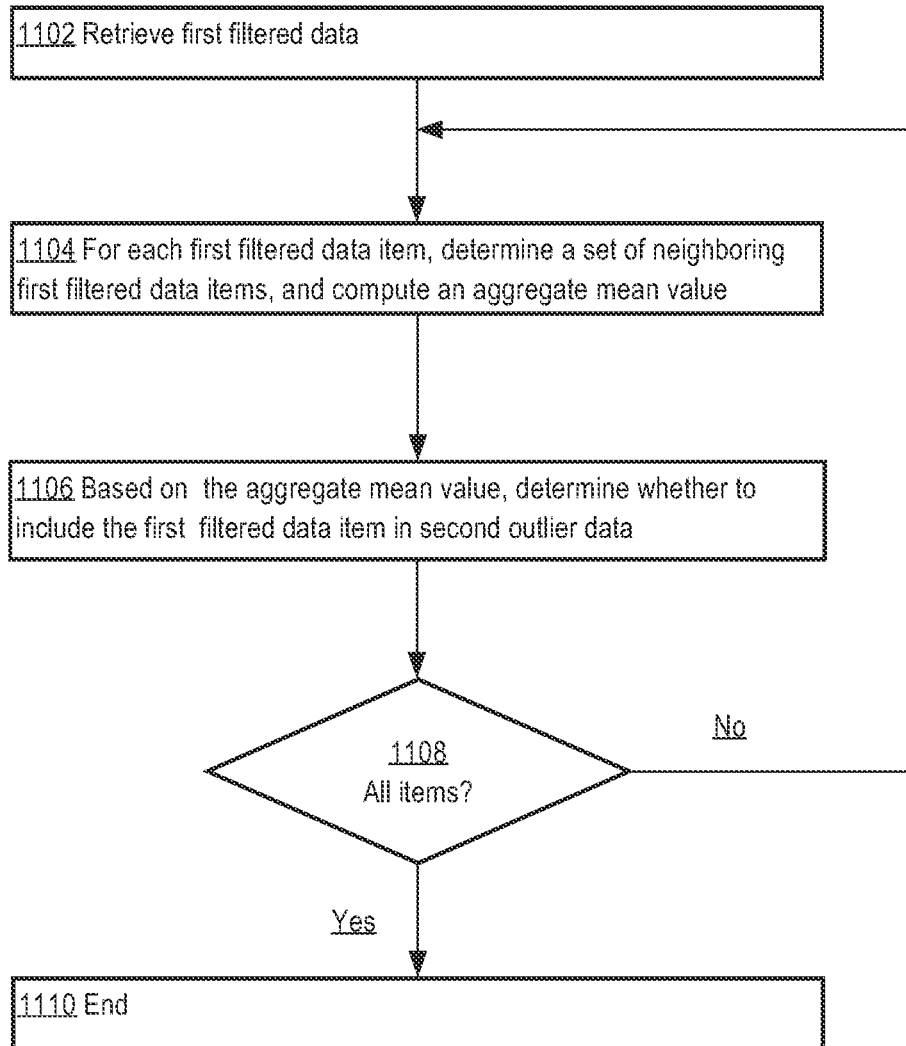 1102 Retrieve first filtered data
1104 For each first filtered data item, determine a set of neighboring
first filtered data items, and compute an aggregate mean value
1106 Based on the aggregate mean value, determine whether to
include the first filtered data item in second outlier data
1108
All items?
No
Yes
1110 End